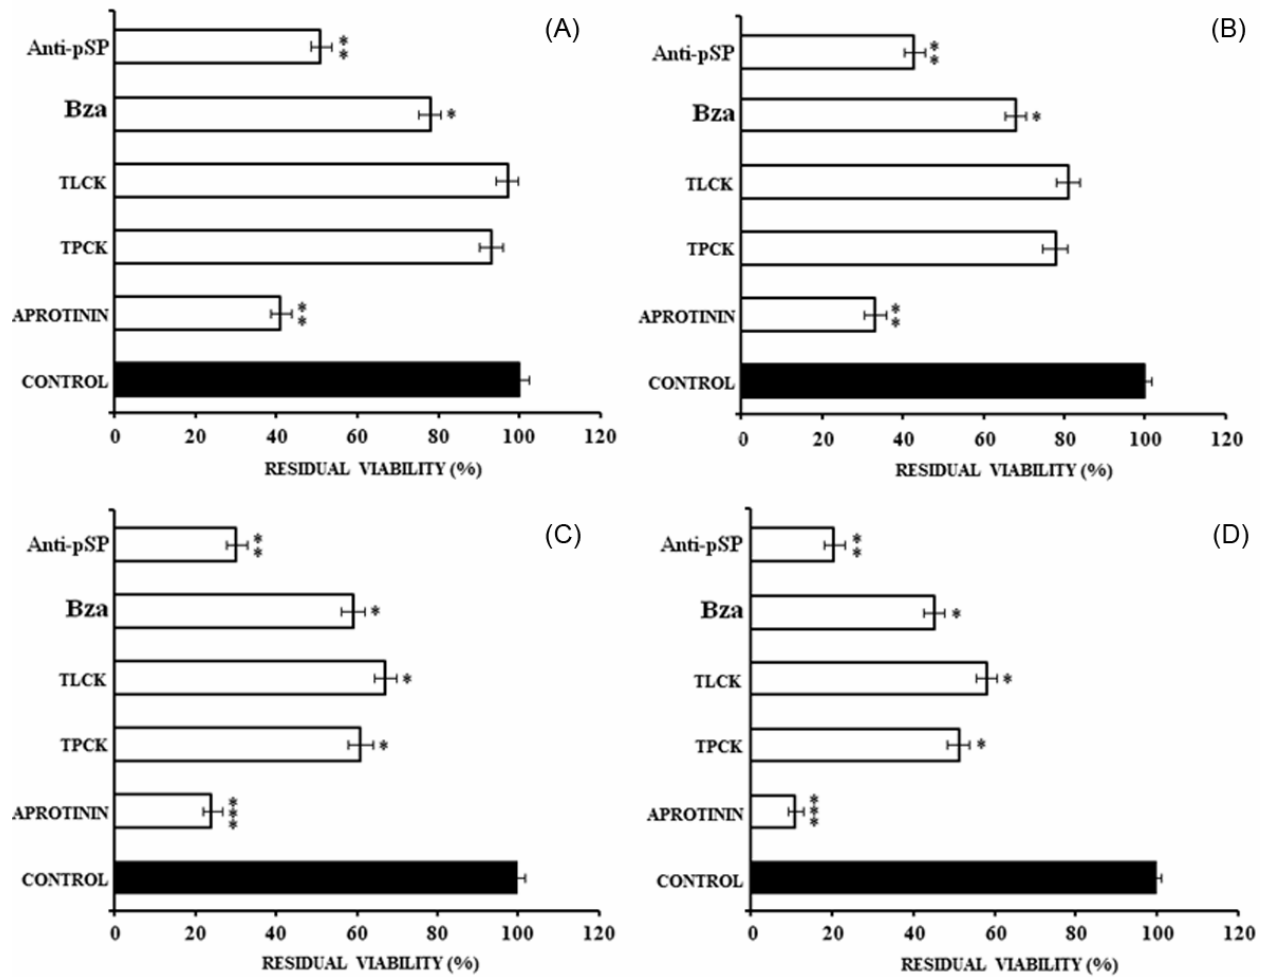 (A)
Anti-pSP **
Bza *
TLCK
TPCK
APROTININ **
CONTROL
0 20 40 60 80 100 120
RESIDUAL VIABILITY (%)
(B)
Anti-pSP **
Bza *
TLCK
TPCK
APROTININ **
CONTROL
0 20 40 60 80 100 120
RESIDUAL VIABILITY (%)
(C)
Anti-pSP **
Bza *
TLCK *
TPCK *
APROTININ ***
CONTROL
0 20 40 60 80 100 120
RESIDUAL VIABILITY (%)
(D)
Anti-pSP **
Bza *
TLCK *
TPCK *
APROTININ ***
CONTROL
0 20 40 60 80 100 120
RESIDUAL VIABILITY (%)